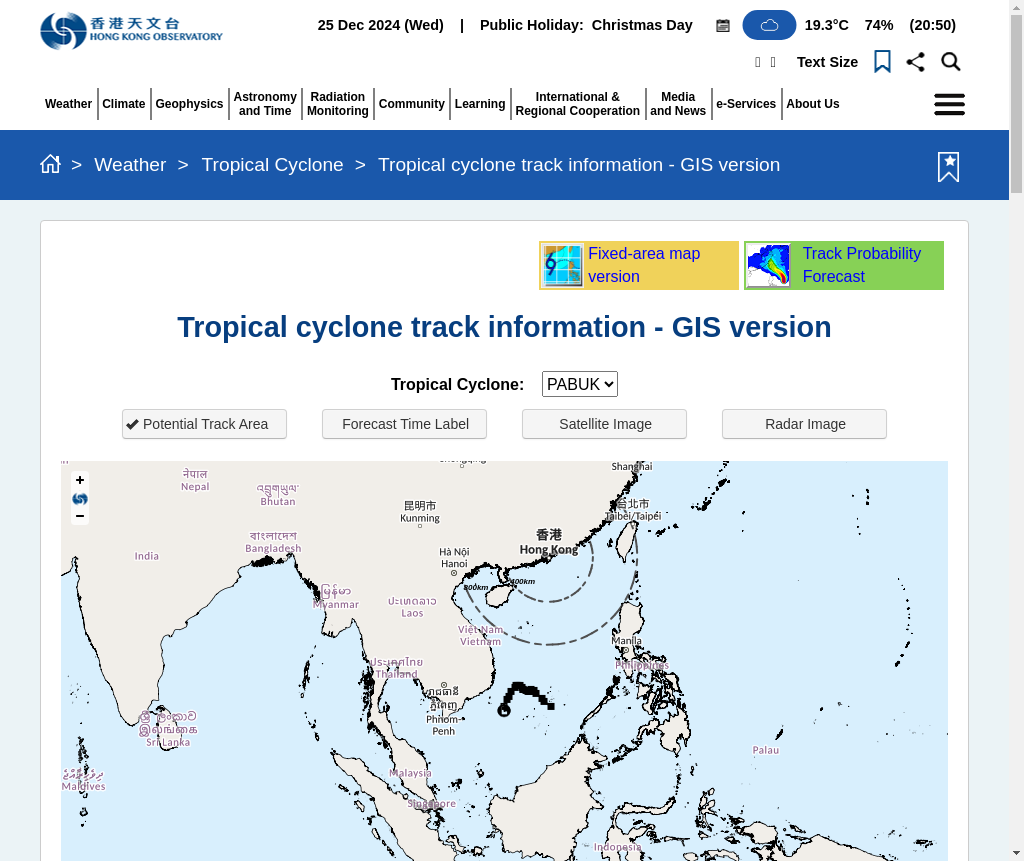 香港天文台
HONG KONG OBSERVATORY
25 Dec 2024 (Wed) | Public Holiday: Christmas Day 19.3°C 74% (20:50)
Text Size
Weather
Climate
Geophysics
Astronomy
and Time
Radiation
Monitoring
Community
Learning
International &
Regional Cooperation
Media
and News
e-Services
About Us
> Weather > Tropical Cyclone > Tropical cyclone track information - GIS version
Fixed-area map
version
Track Probability
Forecast
Tropical cyclone track information - GIS version
Tropical Cyclone: PABUK
Potential Track Area
Forecast Time Label
Satellite Image
Radar Image
+
−
Shanghai
नेपाल
Nepal
འབྲུགཡུལ་
Bhutan
昆明市
Kunming
台北市
Taibei/Taipei
বাংলাদেশ
Bangladesh
香港
Hong Kong
India
Hà Nội
Hanoi
800km
400km
မြန်မာ
Myanmar
ປະເທດລາວ
Laos
Việt Nam
Vietnam
Manila
Philippines
ประเทศไทย
Thailand
រាជធានី
ភ្នំពេញ
Phnom-
Penh
ශ්‍රී ලංකාව
இலங்கை
Sri Lanka
Palau
Malaysia
Maldives
Singapore
Indonesia